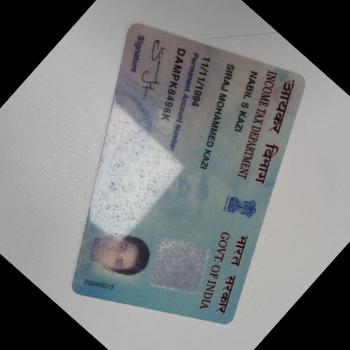 आयकर विभाग
INCOME TAX DEPARTMENT
भारत सरकार
GOVT. OF INDIA
NABIL S KAZI
SIRAJ MOHAMMED KAZI
11/11/1994
Permanent Account Number
DAMPK8496K
Signature
20042013